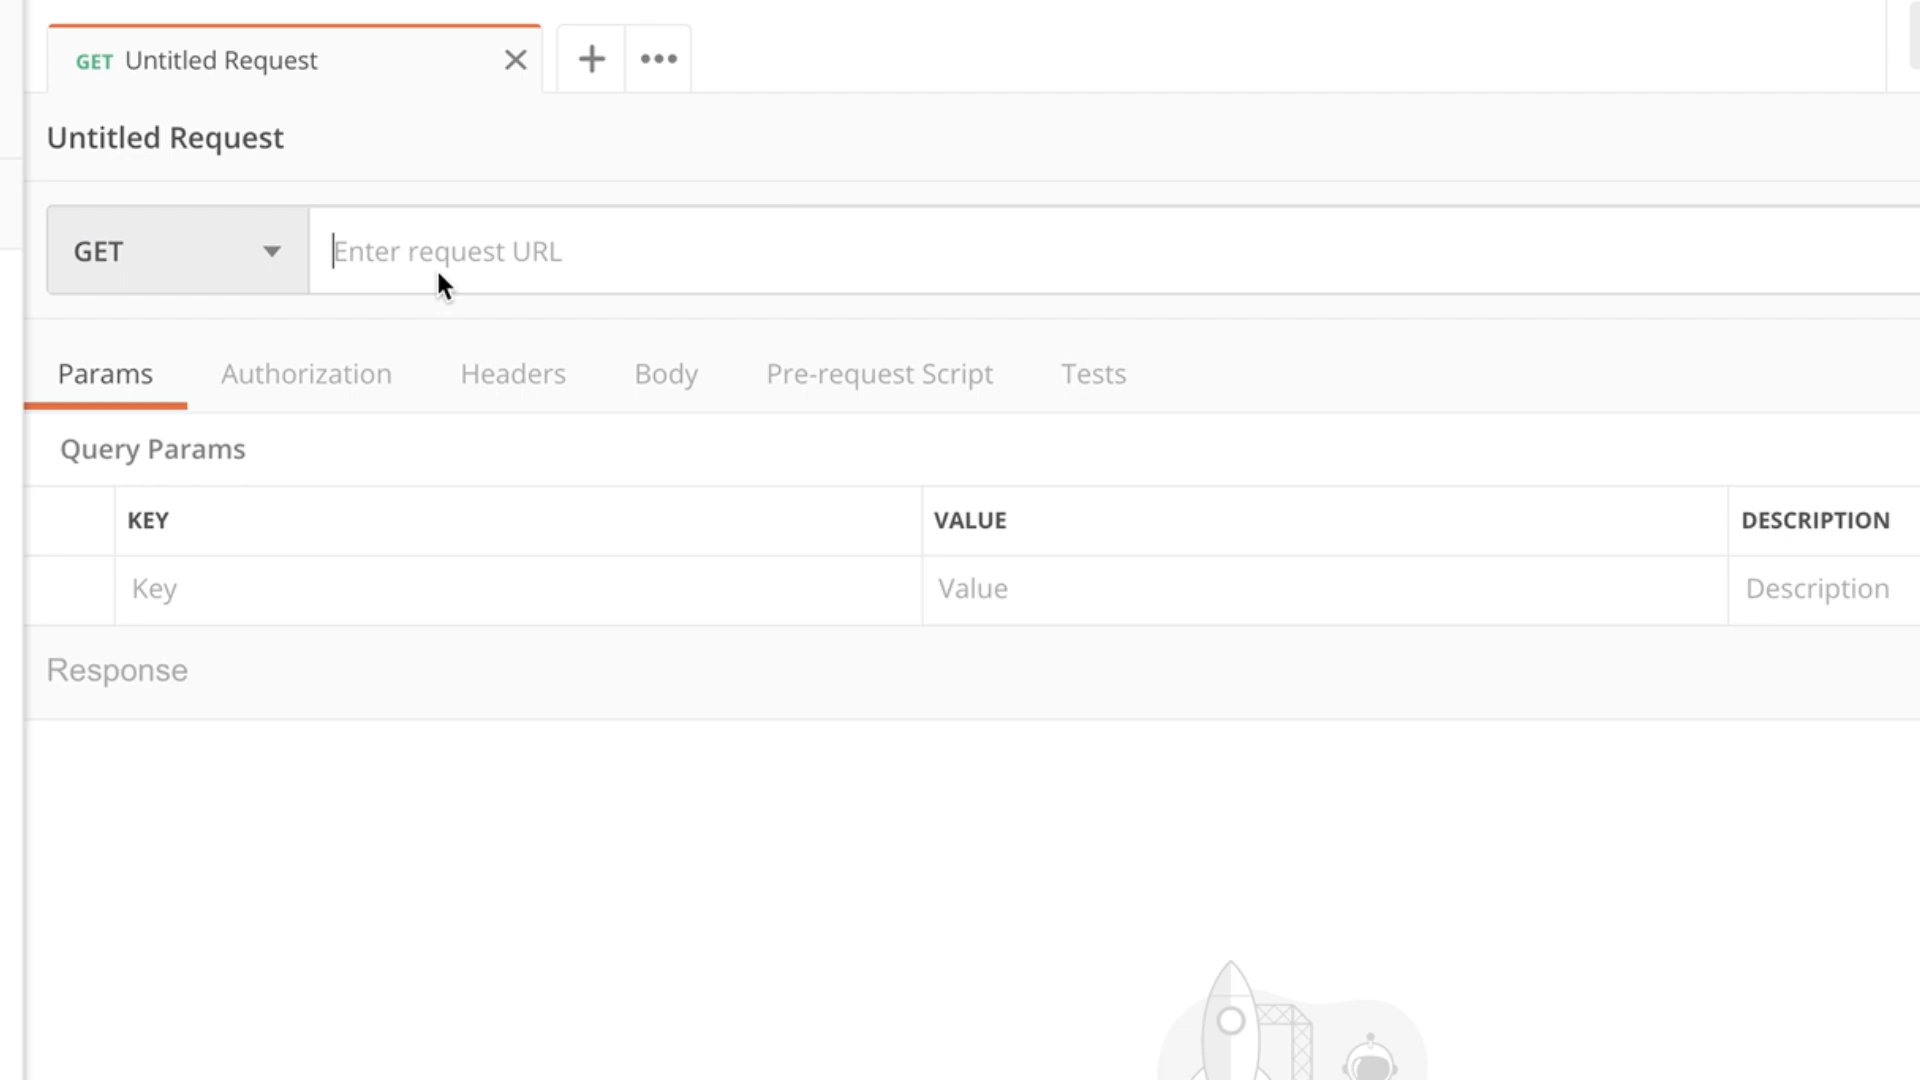 GET Untitled Request
Untitled Request
GET Enter request URL
Params Authorization Headers Body Pre-request Script Tests
Query Params
KEY VALUE DESCRIPTION
Key Value Description
Response